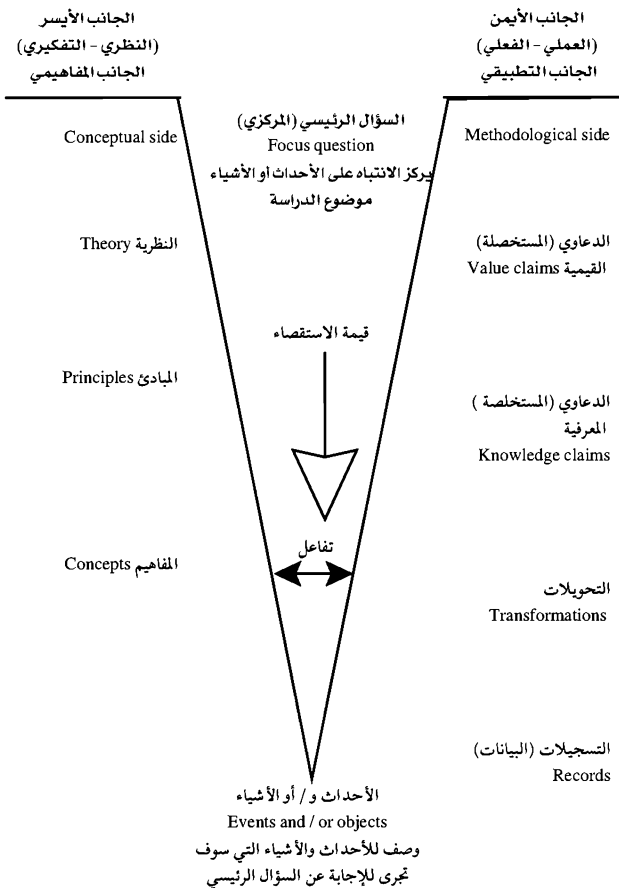 الجانب الأيمن
(العملي - الفعلي)
الجانب التطبيقي
Methodological side
الدعاوي (المستخصلة)
القيمية Value claims
الدعاوي (المستخلصة )
المعرفية
Knowledge claims
التحويلات
Transformations
التسجيلات (البيانات)
Records
السؤال الرئيسي (المركزي)
Focus question
يركز الانتباه على الأحداث أو الأشياء
موضوع الدراسة
قيمة الاستقصاء
تفاعل
الأحداث و / أو الأشياء
Events and / or objects
وصف للأحداث والأشياء التي سوف
تجرى للإجابة عن السؤال الرئيسي
الجانب الأيسر
(النظري - التفكيري)
الجانب المفاهيمي
Conceptual side
النظرية Theory
المبادئ Principles
المفاهيم Concepts